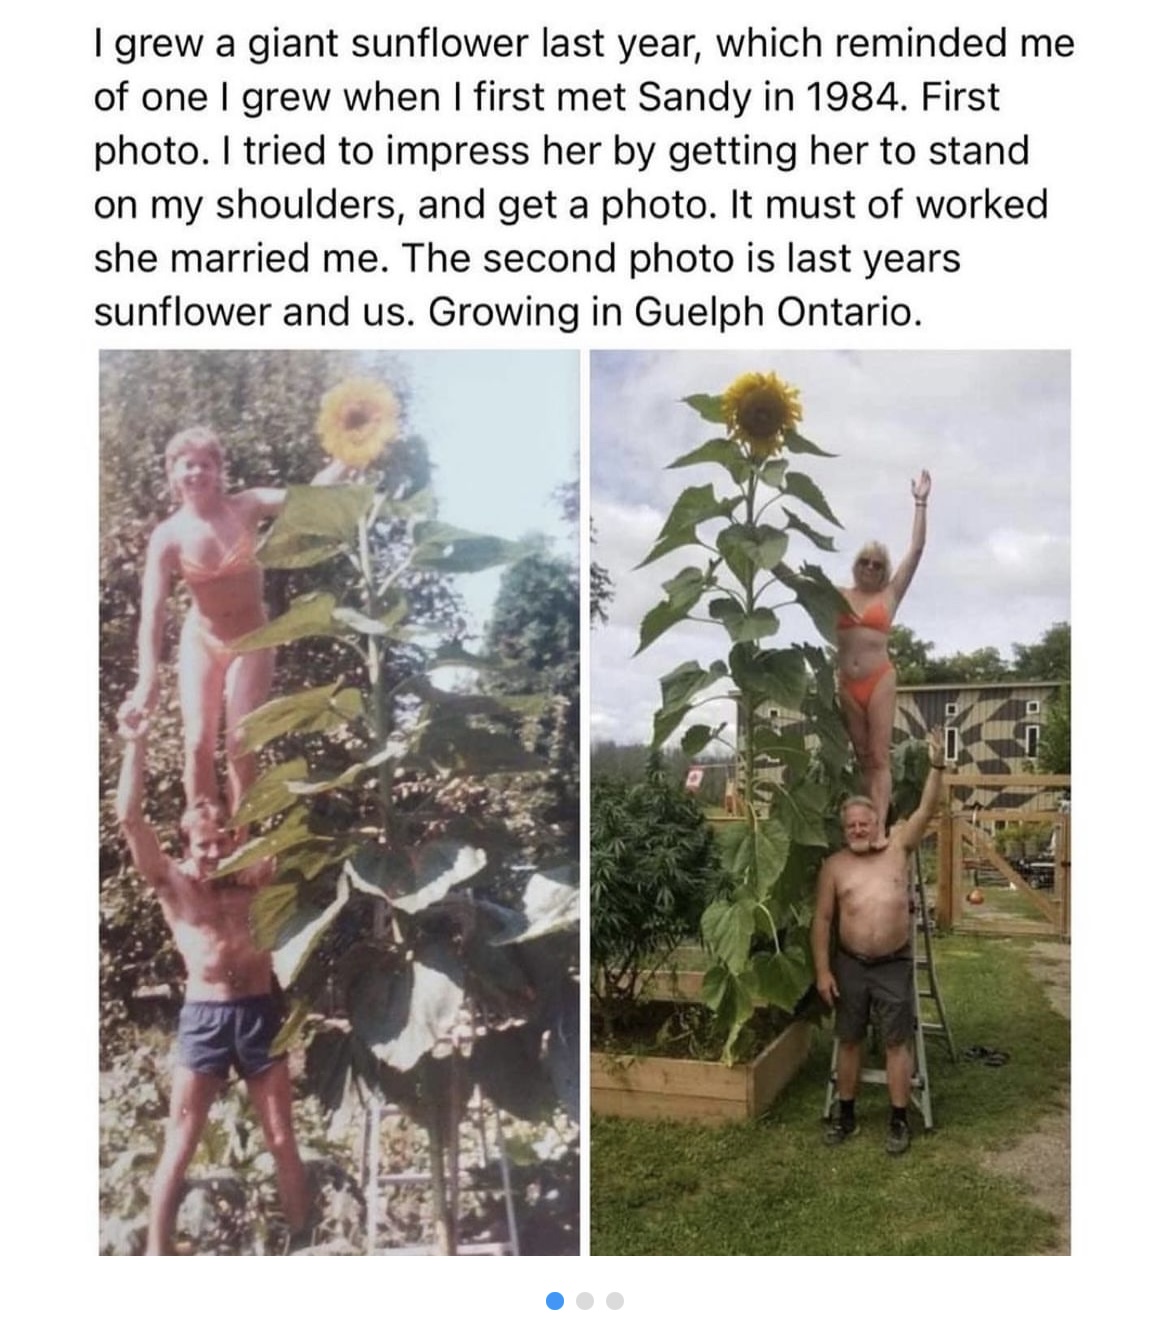 I grew a giant sunflower last year, which reminded me
of one I grew when I first met Sandy in 1984. First
photo. I tried to impress her by getting her to stand
on my shoulders, and get a photo. It must of worked
she married me. The second photo is last years
sunflower and us. Growing in Guelph Ontario.